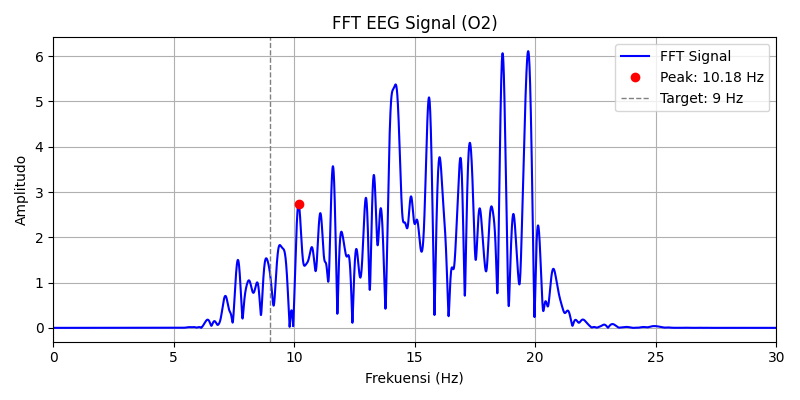 FFT EEG Signal (O2)
FFT Signal
Peak: 10.18 Hz
Target: 9 Hz
Amplitudo
6
5
4
3
2
1
0
0 5 10 15 20 25 30
Frekuensi (Hz)